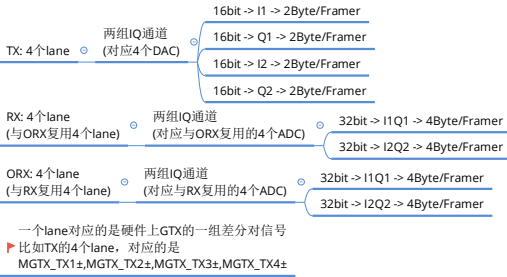 TX: 4个lane
两组IQ通道
(对应4个DAC)
16bit -> I1 -> 2Byte/Framer
16bit -> Q1 -> 2Byte/Framer
16bit -> I2 -> 2Byte/Framer
16bit -> Q2 -> 2Byte/Framer
RX: 4个lane
(与ORX复用4个lane)
两组IQ通道
(对应与ORX复用的4个ADC)
32bit -> I1Q1 -> 4Byte/Framer
32bit -> I2Q2 -> 4Byte/Framer
ORX: 4个lane
(与RX复用4个lane)
两组IQ通道
(对应与RX复用的4个ADC)
32bit -> I1Q1 -> 4Byte/Framer
32bit -> I2Q2 -> 4Byte/Framer
一个lane对应的是硬件上GTX的一组差分对信号
比如TX的4个lane，对应的是
MGTX_TX1±,MGTX_TX2±,MGTX_TX3±,MGTX_TX4±